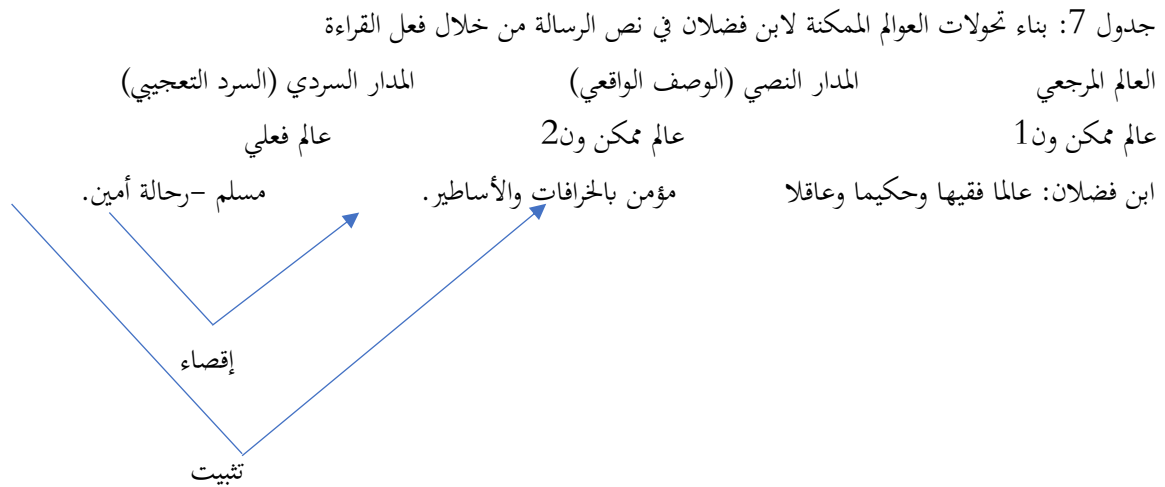 جدول 7: بناء تحولات العوالم الممكنة لابن فضلان في نص الرسالة من خلال فعل القراءة
العالم المرجعي المدار النصي (الوصف الواقعي) المدار السردي (السرد التعجيبي)
عالم ممكن ون1 عالم ممكن ون2 عالم فعلي
ابن فضلان: عالما فقيها وحكيما وعاقلا مؤمن بالخرافات والأساطير. مسلم –رحالة أمين.
إقصاء
تثبيت